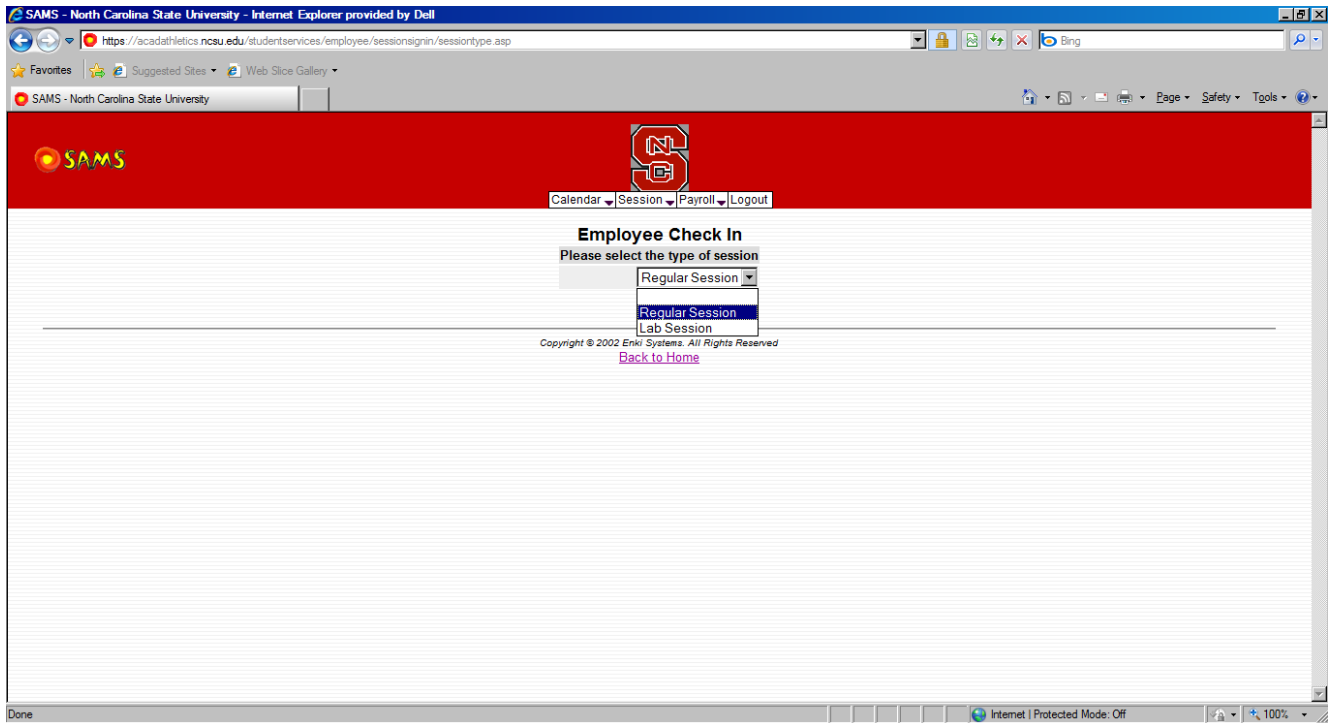 SAMS - North Carolina State University - Internet Explorer provided by Dell
https://acadathletics.ncsu.edu/studentservices/employee/sessionsignin/sessiontype.asp
Bing
Favorites Suggested Sites Web Slice Gallery
SAMS - North Carolina State University
Page Safety Tools
SAMS
NCS
Calendar Session Payroll Logout
Employee Check In
Please select the type of session
Regular Session
Regular Session
Lab Session
Copyright © 2002 Enki Systems. All Rights Reserved
Back to Home
Done Internet | Protected Mode: Off 100%